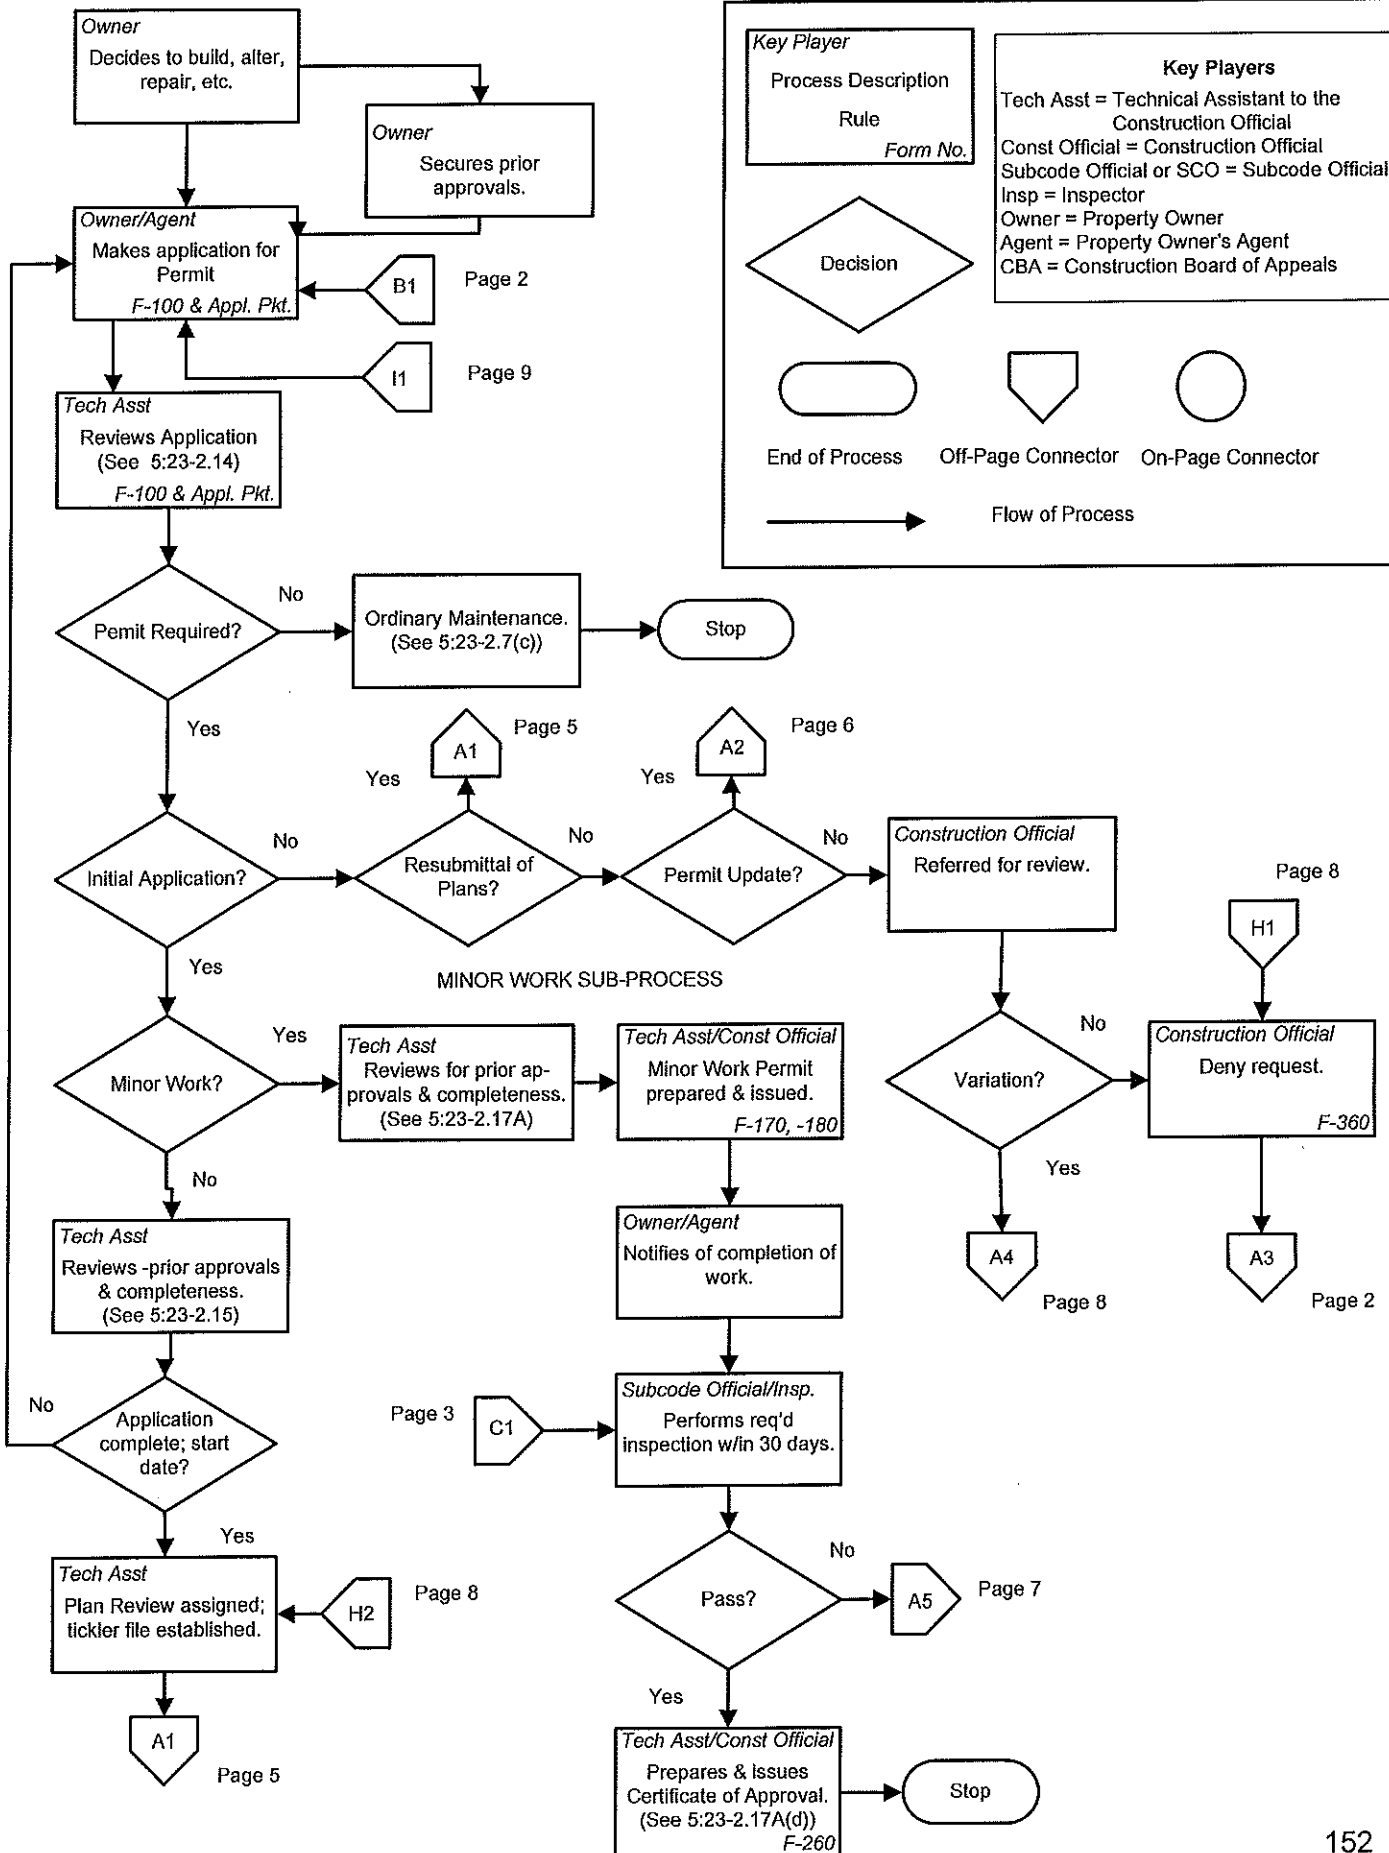 Owner
Decides to build, alter,
repair, etc.
Owner
Secures prior
approvals.
Owner/Agent
Makes application for
Permit
F-100 & Appl. Pkt.
B1
Page 2
I1
Page 9
Tech Asst
Reviews Application
(See 5:23-2.14)
F-100 & Appl. Pkt.
Key Player
Process Description
Rule
Form No.
Key Players
Tech Asst = Technical Assistant to the
Construction Official
Const Official = Construction Official
Subcode Official or SCO = Subcode Official
Insp = Inspector
Owner = Property Owner
Agent = Property Owner's Agent
CBA = Construction Board of Appeals
Decision
End of Process
Off-Page Connector
On-Page Connector
Flow of Process
Pemit Required?
No
Ordinary Maintenance.
(See 5:23-2.7(c))
Stop
Yes
A1
Page 5
Yes
A2
Page 6
Yes
Initial Application?
No
Resubmittal of
Plans?
No
Permit Update?
No
Construction Official
Referred for review.
Page 8
H1
Yes
MINOR WORK SUB-PROCESS
Minor Work?
Yes
Tech Asst
Reviews for prior ap-
provals & completeness.
(See 5:23-2.17A)
Tech Asst/Const Official
Minor Work Permit
prepared & issued.
F-170, -180
Variation?
No
Construction Official
Deny request.
F-360
No
Yes
Tech Asst
Reviews -prior approvals
& completeness.
(See 5:23-2.15)
Owner/Agent
Notifies of completion of
work.
A4
Page 8
A3
Page 2
No
Application
complete; start
date?
Page 3
C1
Subcode Official/Insp.
Performs req'd
inspection w/in 30 days.
Yes
Tech Asst
Plan Review assigned;
tickler file established.
H2
Page 8
Pass?
No
A5
Page 7
A1
Page 5
Yes
Tech Asst/Const Official
Prepares & Issues
Certificate of Approval.
(See 5:23-2.17A(d))
F-260
Stop
152